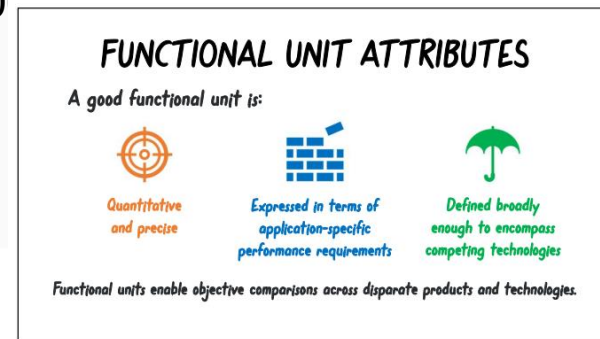 FUNCTIONAL UNIT ATTRIBUTES
A good functional unit is:
Quantitative
and precise
Expressed in terms of
application-specific
performance requirements
Defined broadly
enough to encompass
competing technologies
Functional units enable objective comparisons across disparate products and technologies.